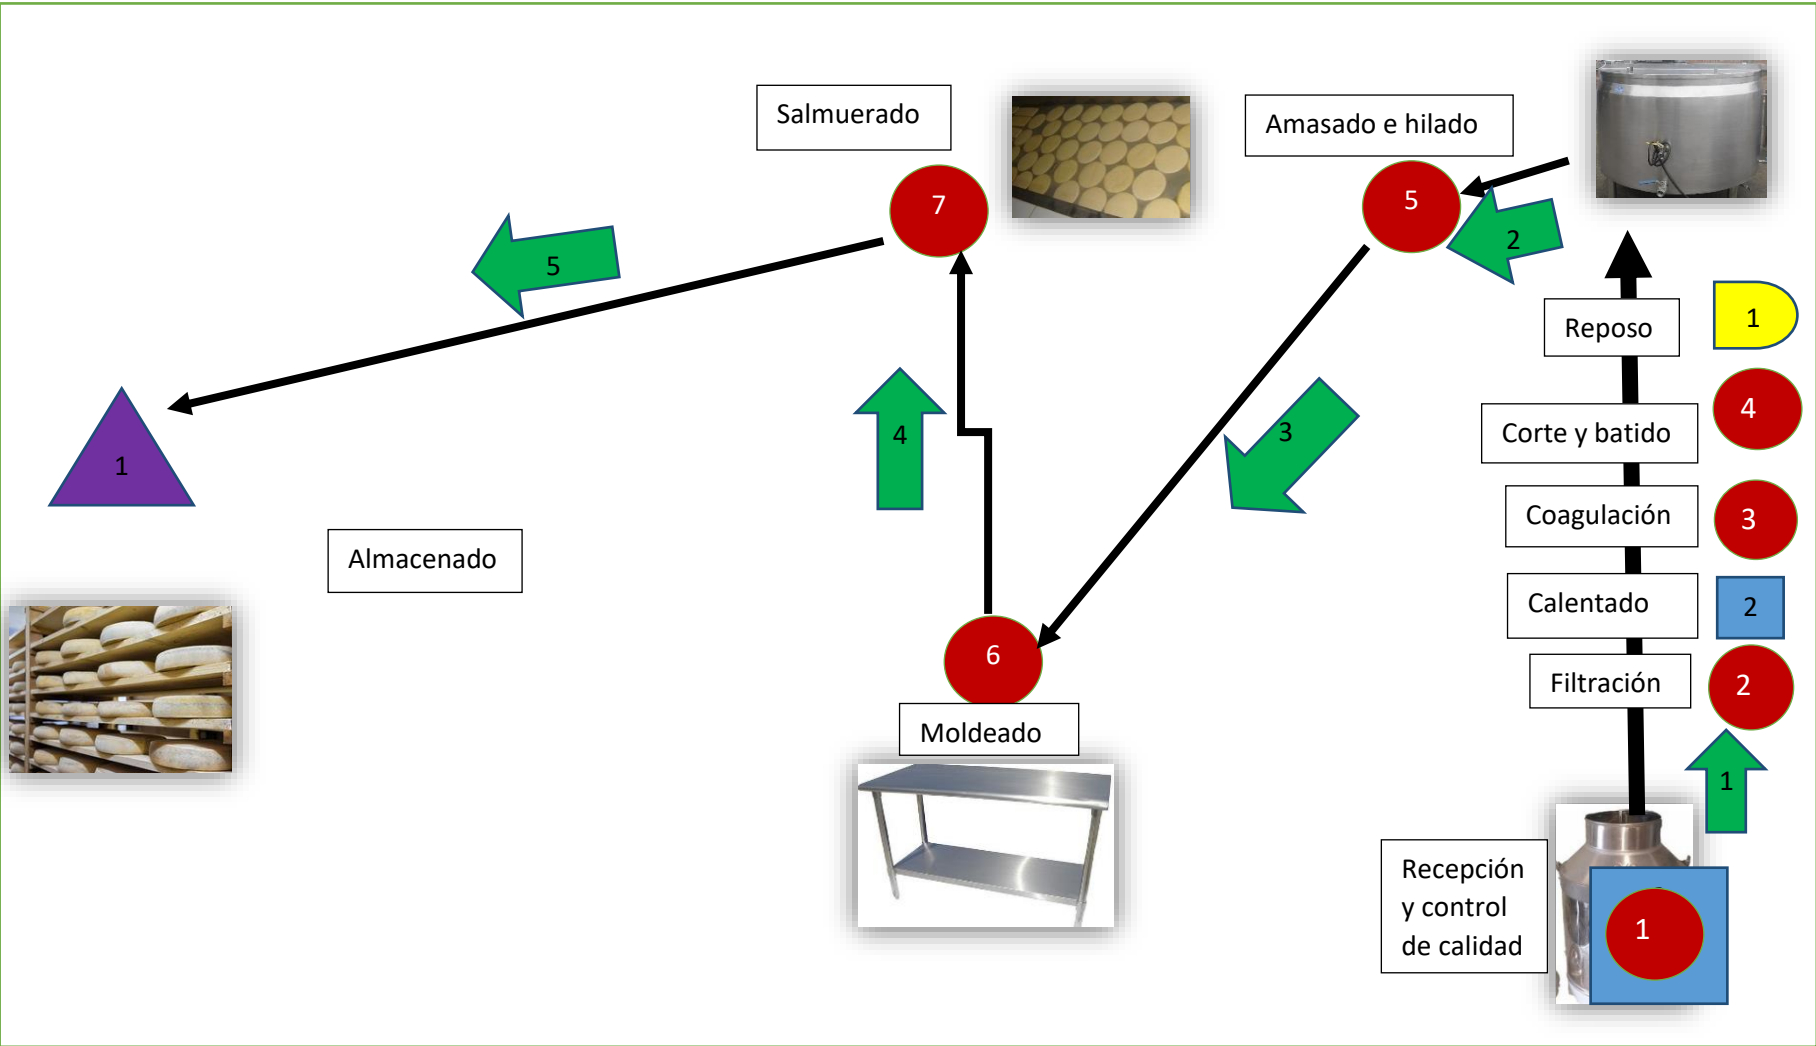 Salmuerado
Amasado e hilado
7
5
2
5
Reposo
1
4
Corte y batido
4
3
1
Coagulación
3
Almacenado
Calentado
2
6
Filtración
2
Moldeado
1
Recepción
y control
de calidad
1